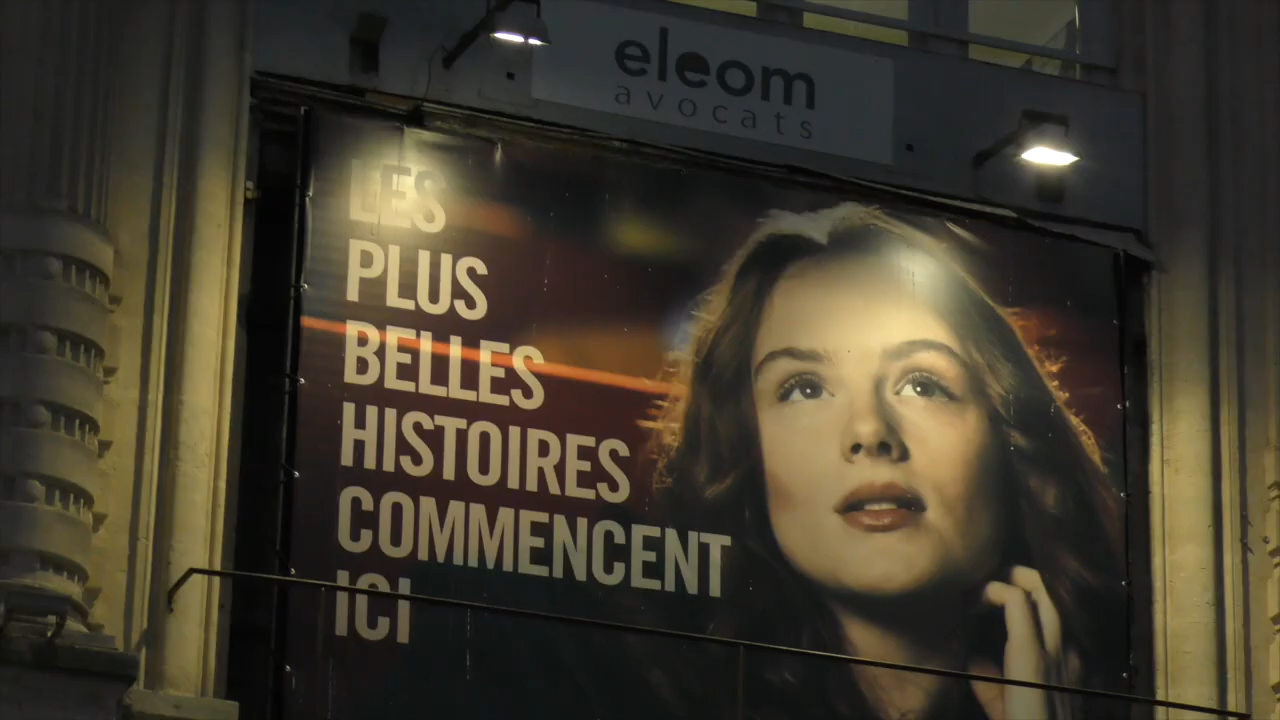 eleom
avocats
LES
PLUS
BELLES
HISTOIRES
COMMENCENT
ICI